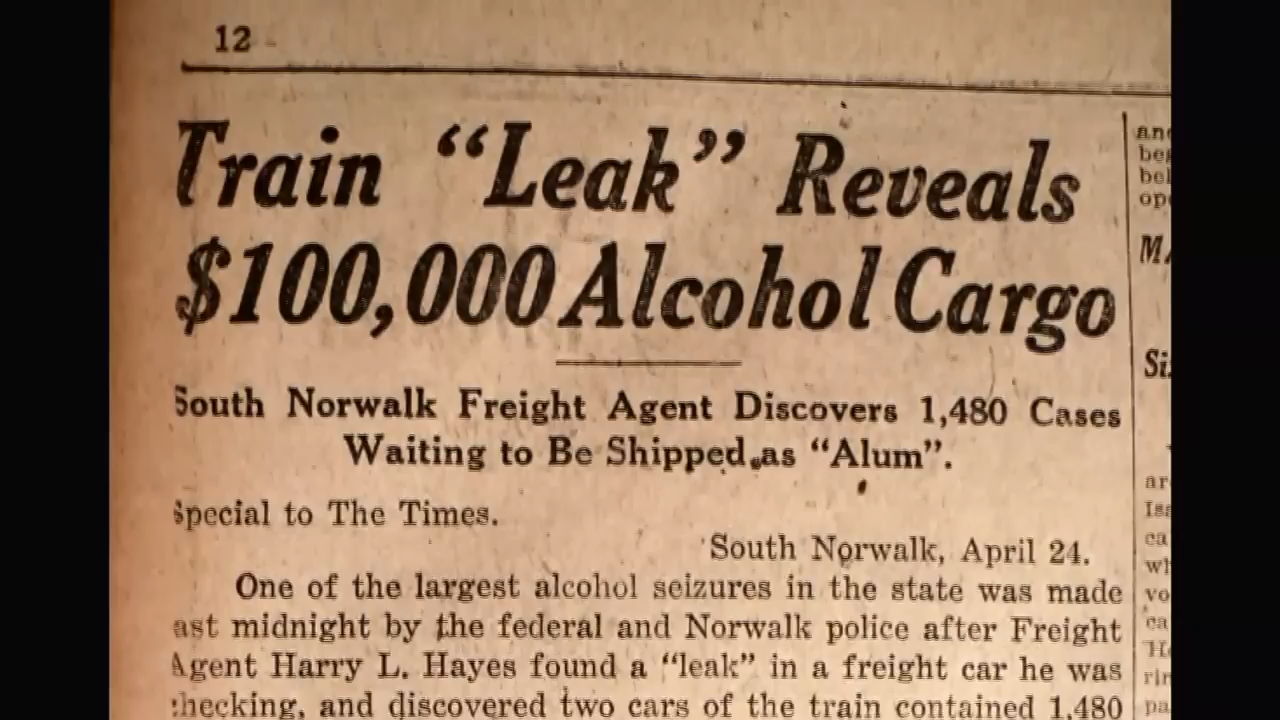 12
Train “Leak” Reveals
$100,000 Alcohol Cargo
South Norwalk Freight Agent Discovers 1,480 Cases
Waiting to Be Shipped as “Alum”.
Special to The Times.
South Norwalk, April 24.
One of the largest alcohol seizures in the state was made
ast midnight by the federal and Norwalk police after Freight
Agent Harry L. Hayes found a “leak” in a freight car he was
checking, and discovered two cars of the train contained 1,480